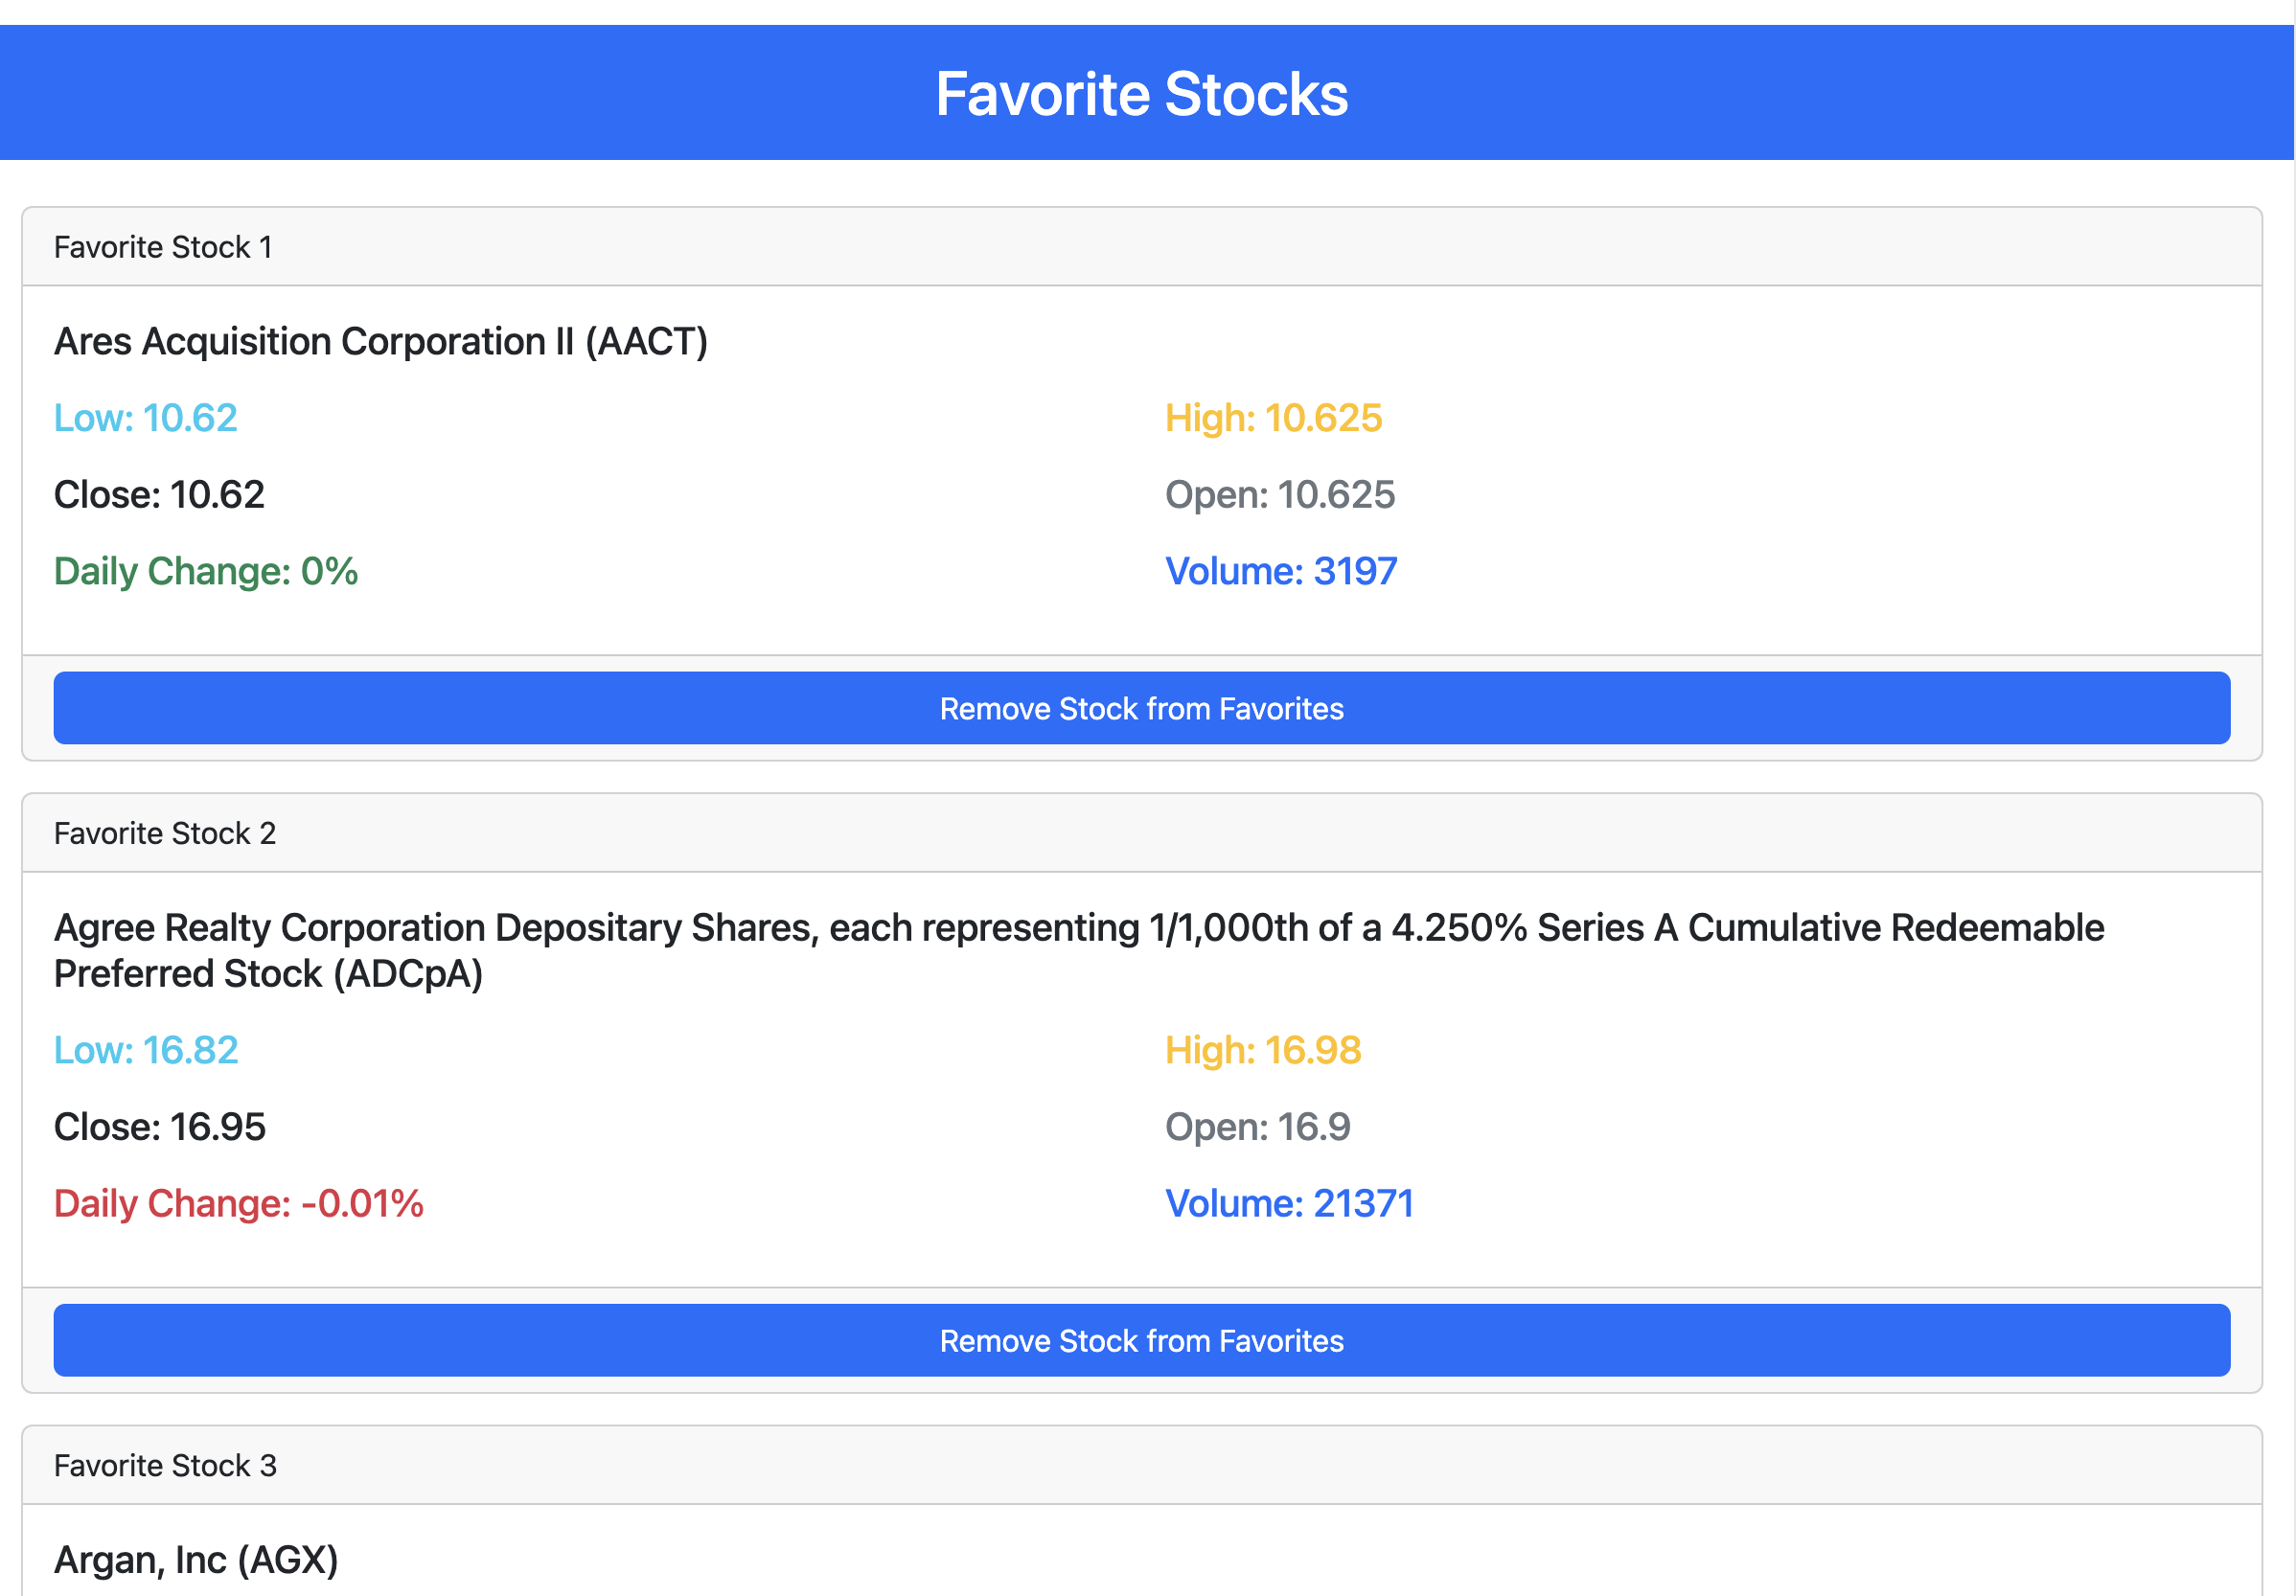 Favorite Stocks
Favorite Stock 1
Ares Acquisition Corporation II (AACT)
Low: 10.62
High: 10.625
Close: 10.62
Open: 10.625
Daily Change: 0%
Volume: 3197
Remove Stock from Favorites
Favorite Stock 2
Agree Realty Corporation Depositary Shares, each representing 1/1,000th of a 4.250% Series A Cumulative Redeemable
Preferred Stock (ADCpA)
Low: 16.82
High: 16.98
Close: 16.95
Open: 16.9
Daily Change: -0.01%
Volume: 21371
Remove Stock from Favorites
Favorite Stock 3
Argan, Inc (AGX)